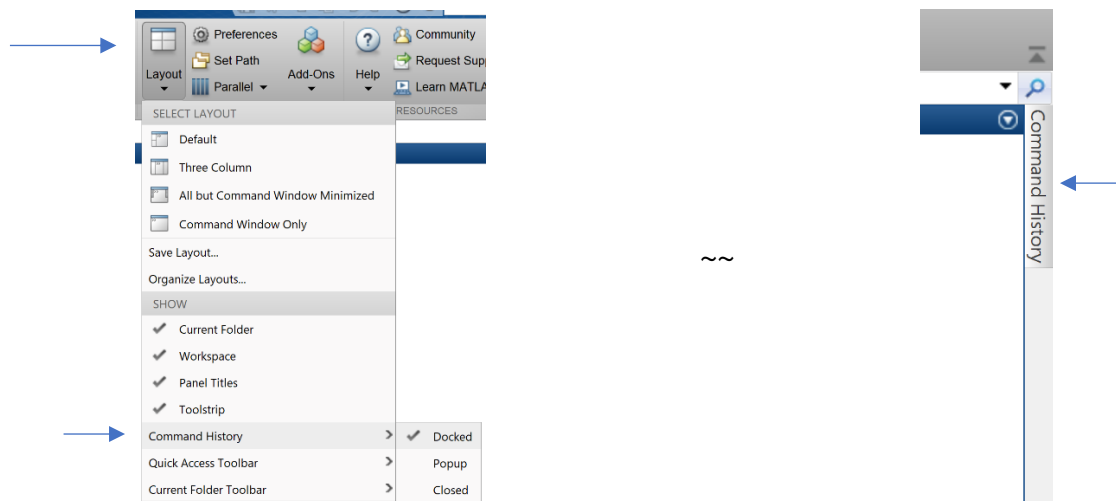 Preferences
Set Path
Layout
Parallel
Add-Ons
Help
Community
Request Sup
Learn MATLA
RESOURCES
SELECT LAYOUT
Default
Three Column
All but Command Window Minimized
Command Window Only
Save Layout...
Organize Layouts...
SHOW
Current Folder
Workspace
Panel Titles
Toolstrip
Command History
Docked
Quick Access Toolbar
Popup
Current Folder Toolbar
Closed
~~
Command History